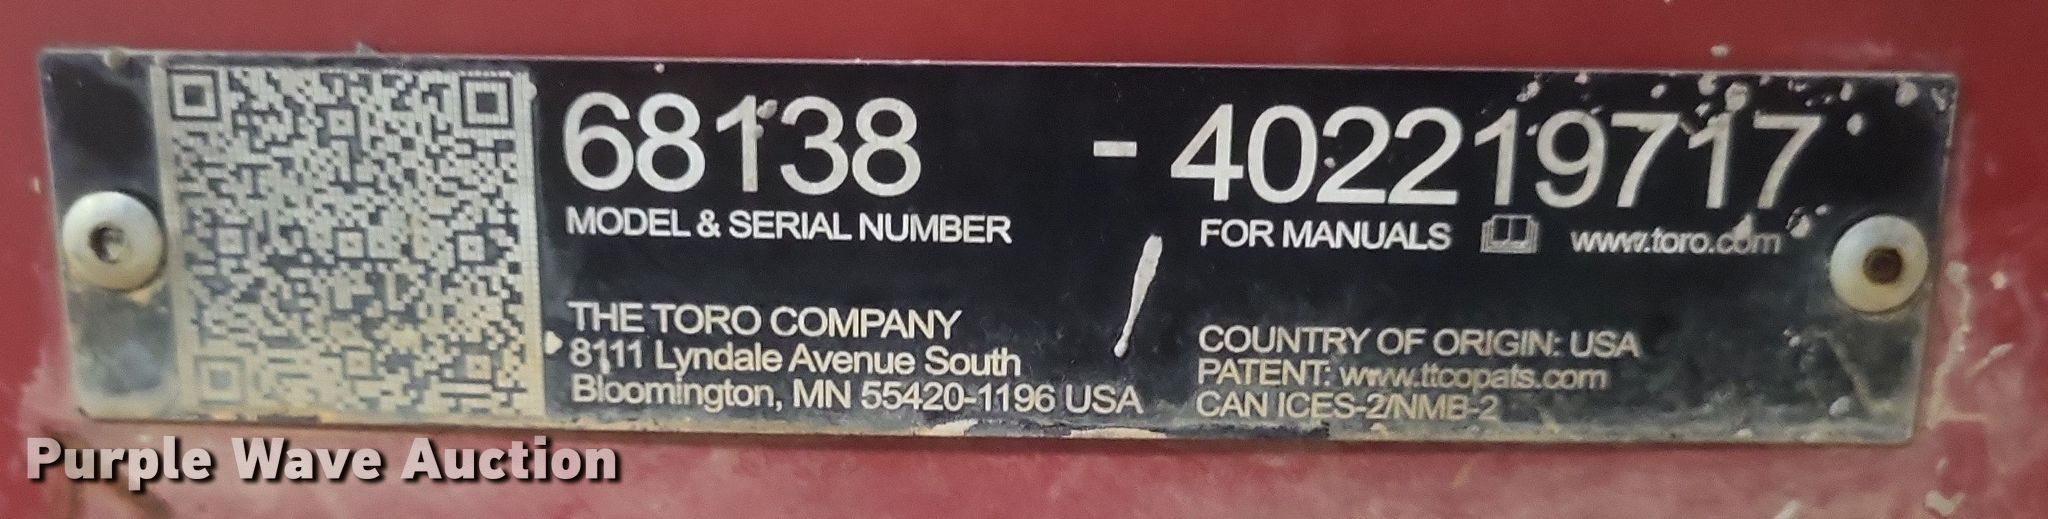 68138 - 402219717
MODEL & SERIAL NUMBER
FOR MANUALS www.toro.com
THE TORO COMPANY
8111 Lyndale Avenue South
Bloomington, MN 55420-1196 USA
COUNTRY OF ORIGIN: USA
PATENT: www.ttcopats.com
CAN ICES-2/NMB-2
Purple Wave Auction